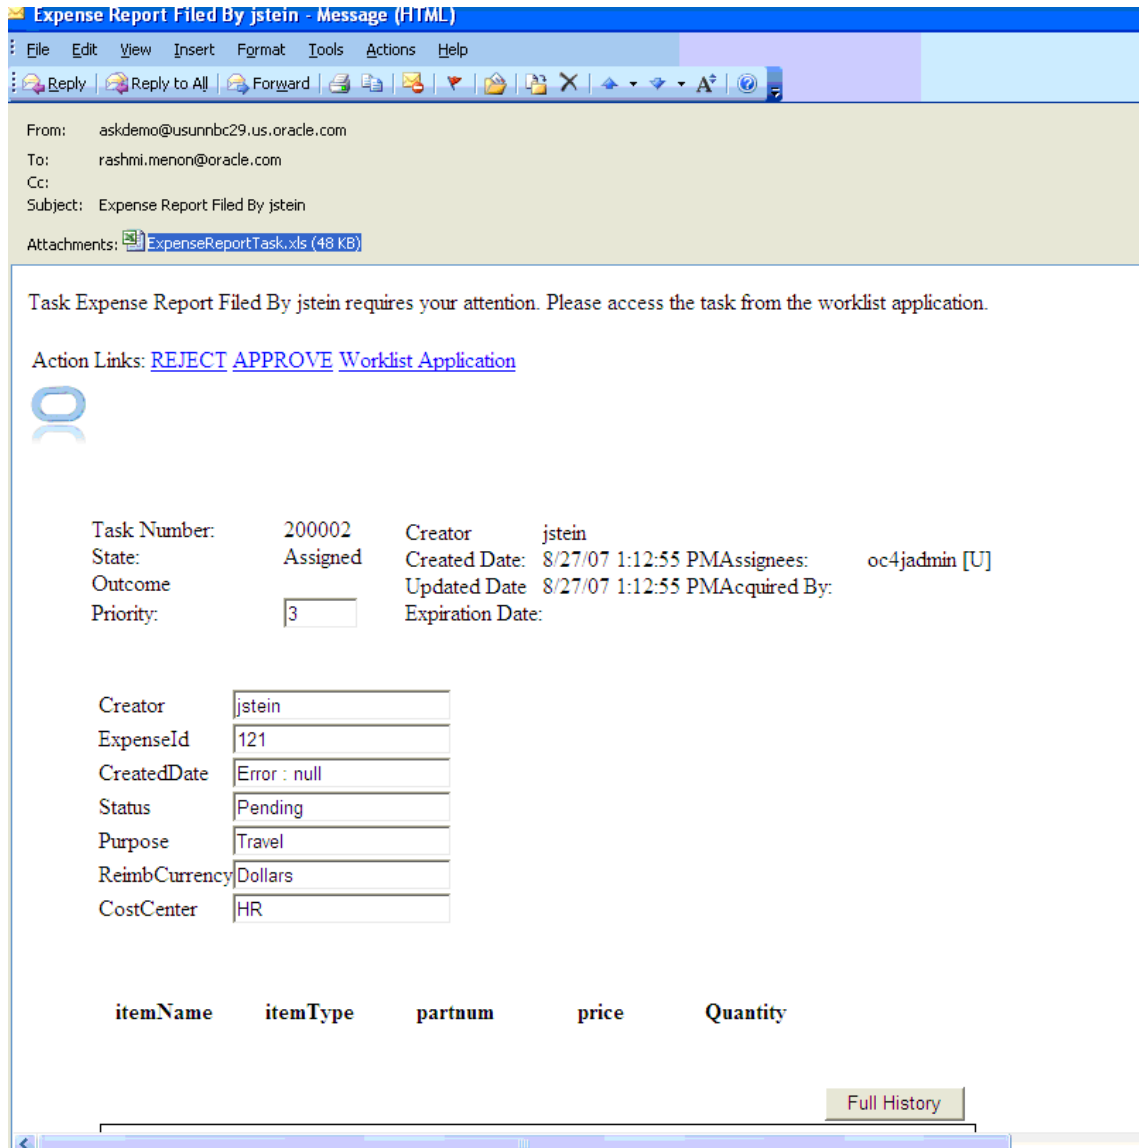 Expense Report Filed By jstein - Message (HTML)
File Edit View Insert Format Tools Actions Help
Reply Reply to All Forward
From: askdemo@usunnbc29.us.oracle.com
To: rashmi.menon@oracle.com
Cc:
Subject: Expense Report Filed By jstein
Attachments: ExpenseReportTask.xls (48 KB)
Task Expense Report Filed By jstein requires your attention. Please access the task from the worklist application.
Action Links: REJECT APPROVE Worklist Application
Task Number: 200002 Creator jstein
State: Assigned Created Date: 8/27/07 1:12:55 PMAssignees: oc4jadmin [U]
Outcome Updated Date 8/27/07 1:12:55 PMAcquired By:
Priority: 3 Expiration Date:
Creator jstein
ExpenseId 121
CreatedDate Error : null
Status Pending
Purpose Travel
ReimbCurrency Dollars
CostCenter HR
itemName itemType partnum price Quantity
Full History